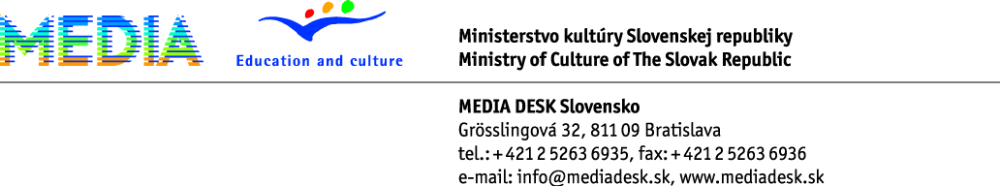 MEDIA
Education and culture
Ministerstvo kultúry Slovenskej republiky
Ministry of Culture of The Slovak Republic
MEDIA DESK Slovensko
Grösslingová 32, 811 09 Bratislava
tel.: + 421 2 5263 6935, fax: + 421 2 5263 6936
e-mail: info@mediadesk.sk, www.mediadesk.sk